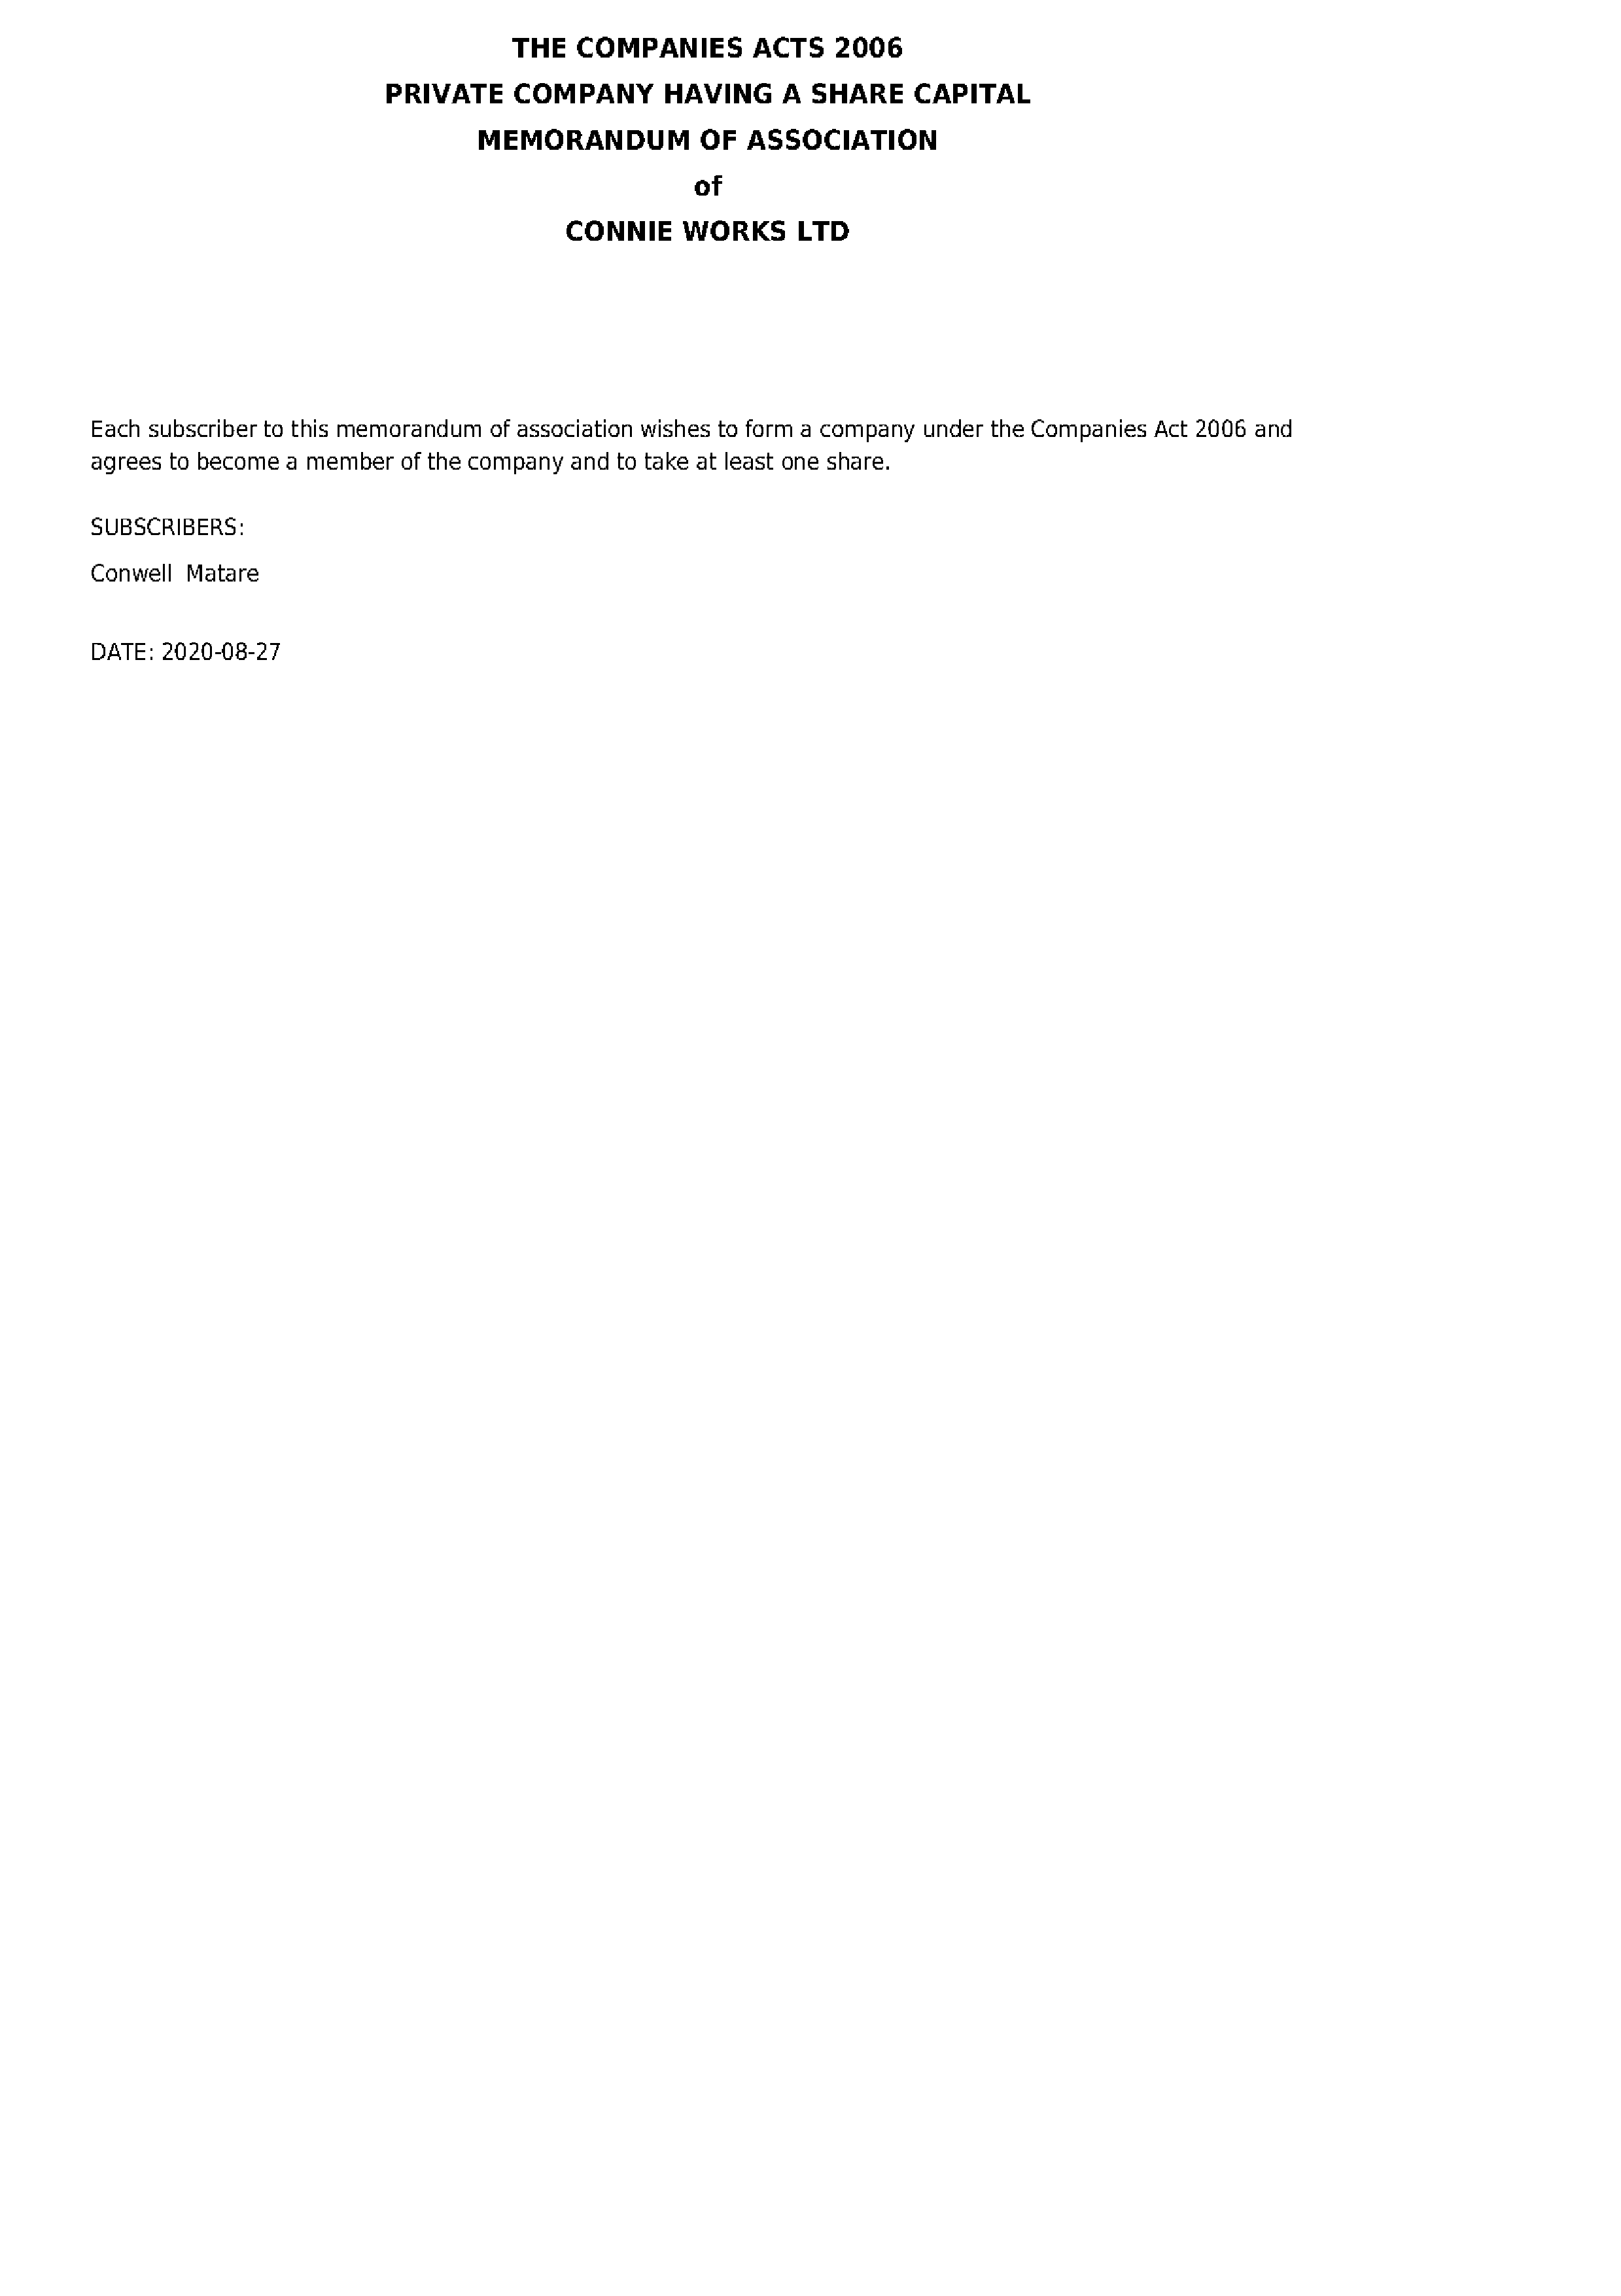 THE COMPANIES ACTS 2006
PRIVATE COMPANY HAVING A SHARE CAPITAL
MEMORANDUM OF ASSOCIATION
of
CONNIE WORKS LTD
Each subscriber to this memorandum of association wishes to form a company under the Companies Act 2006 and
agrees to become a member of the company and to take at least one share.
SUBSCRIBERS:
Conwell  Matare
DATE: 2020-08-27